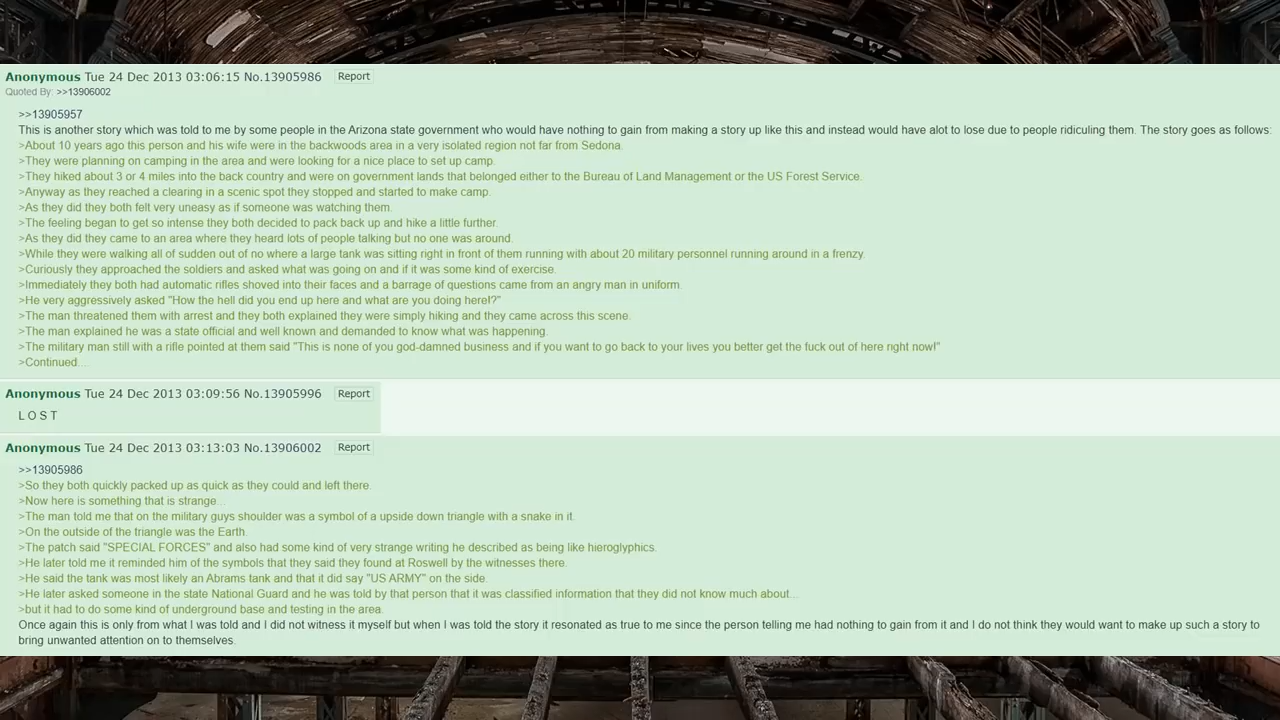 Anonymous Tue 24 Dec 2013 03:06:15 No.13905986 Report
Quoted By: >>13906002
>>13905957
This is another story which was told to me by some people in the Arizona state government who would have nothing to gain from making a story up like this and instead would have alot to lose due to people ridiculing them. The story goes as follows:
>About 10 years ago this person and his wife were in the backwoods area in a very isolated region not far from Sedona.
>They were planning on camping in the area and were looking for a nice place to set up camp.
>They hiked about 3 or 4 miles into the back country and were on government lands that belonged either to the Bureau of Land Management or the US Forest Service.
>Anyway as they reached a clearing in a scenic spot they stopped and started to make camp.
>As they did they both felt very uneasy as if someone was watching them.
>The feeling began to get so intense they both decided to pack back up and hike a little further.
>As they did they came to an area where they heard lots of people talking but no one was around.
>While they were walking all of sudden out of no where a large tank was sitting right in front of them running with about 20 military personnel running around in a frenzy.
>Curiously they approached the soldiers and asked what was going on and if it was some kind of exercise.
>Immediately they both had automatic rifles shoved into their faces and a barrage of questions came from an angry man in uniform.
>He very aggressively asked "How the hell did you end up here and what are you doing here!?"
>The man threatened them with arrest and they both explained they were simply hiking and they came across this scene.
>The man explained he was a state official and well known and demanded to know what was happening.
>The military man still with a rifle pointed at them said "This is none of you god-damned business and if you want to go back to your lives you better get the fuck out of here right now!"
>Continued...
Anonymous Tue 24 Dec 2013 03:09:56 No.13905996 Report
L O S T
Anonymous Tue 24 Dec 2013 03:13:03 No.13906002 Report
>>13905986
>So they both quickly packed up as quick as they could and left there.
>Now here is something that is strange...
>The man told me that on the military guys shoulder was a symbol of a upside down triangle with a snake in it.
>On the outside of the triangle was the Earth.
>The patch said "SPECIAL FORCES" and also had some kind of very strange writing he described as being like hieroglyphics.
>He later told me it reminded him of the symbols that they said they found at Roswell by the witnesses there.
>He said the tank was most likely an Abrams tank and that it did say "US ARMY" on the side.
>He later asked someone in the state National Guard and he was told by that person that it was classified information that they did not know much about...
>but it had to do some kind of underground base and testing in the area.
Once again this is only from what I was told and I did not witness it myself but when I was told the story it resonated as true to me since the person telling me had nothing to gain from it and I do not think they would want to make up such a story to
bring unwanted attention on to themselves.